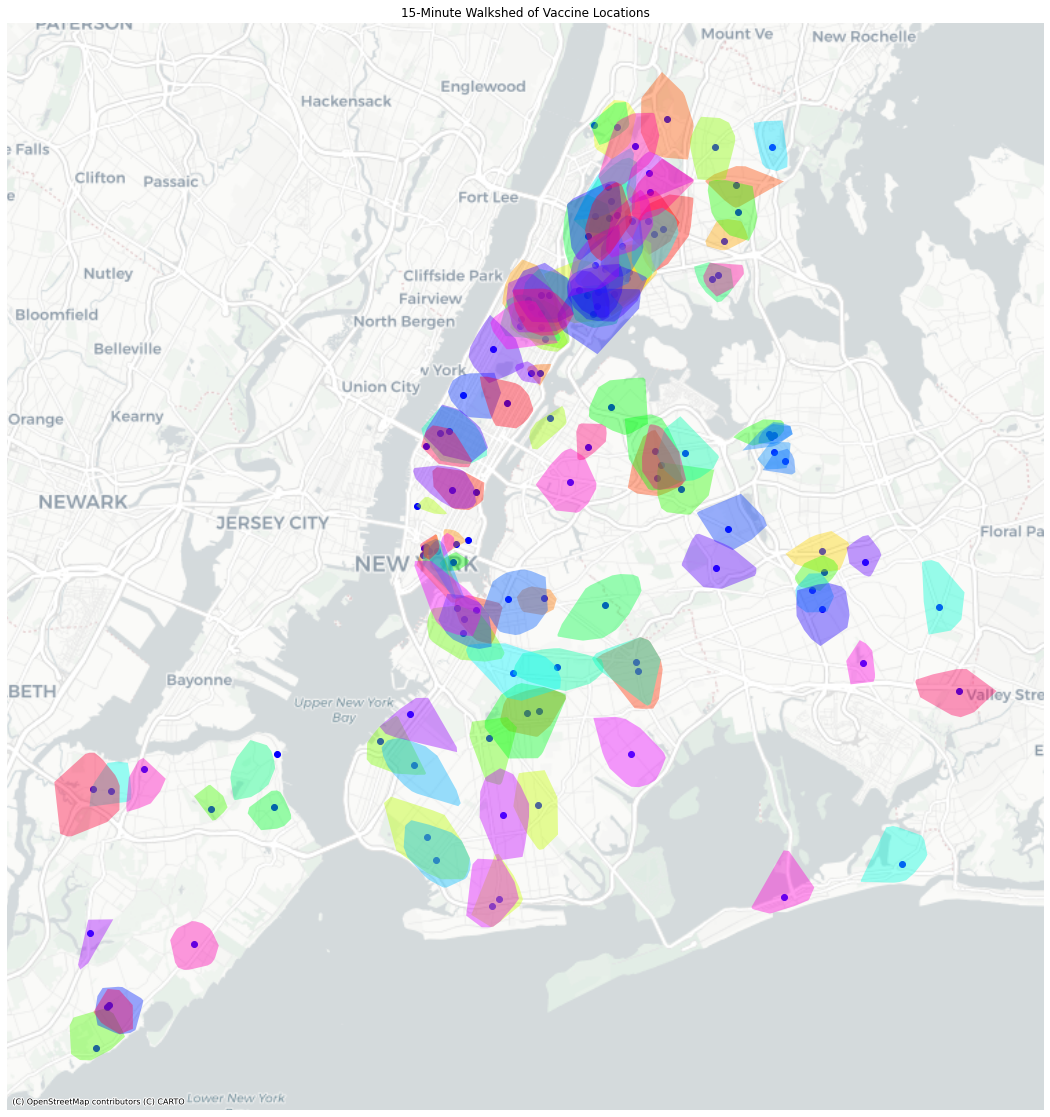 15-Minute Walkshed of Vaccine Locations
PATERSON
Mount Ve
New Rochelle
Englewood
Hackensack
e Falls
Clifton
Passaic
Fort Lee
e
Nutley
Cliffside Park
Fairview
Bloomfield
North Bergen
Belleville
w York
Union City
Orange
Kearny
NEWARK
JERSEY CITY
Floral Pa
NEW YORK
BETH
Bayonne
Valley Stre
Upper New York
Bay
E
(C) OpenStreetMap contributors (C) CARTO
Lower New York